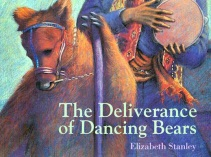 The Deliverance
of Dancing Bears
Elizabeth Stanley